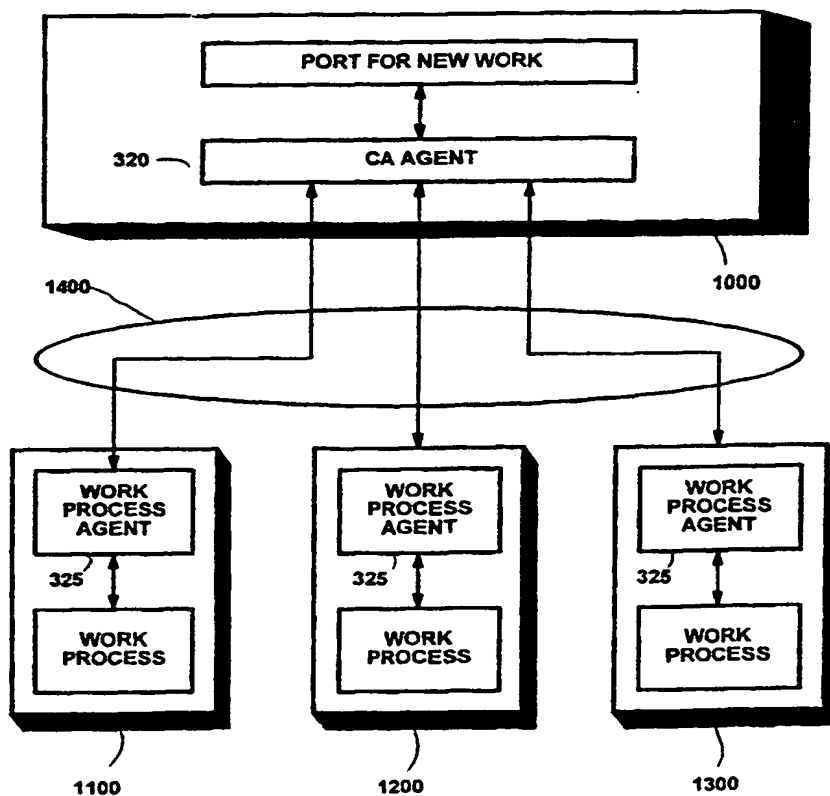 PORT FOR NEW WORK
320
CA AGENT
1000
1400
WORK
PROCESS
AGENT
325
WORK
PROCESS
1100
WORK
PROCESS
AGENT
325
WORK
PROCESS
1200
WORK
PROCESS
AGENT
325
WORK
PROCESS
1300